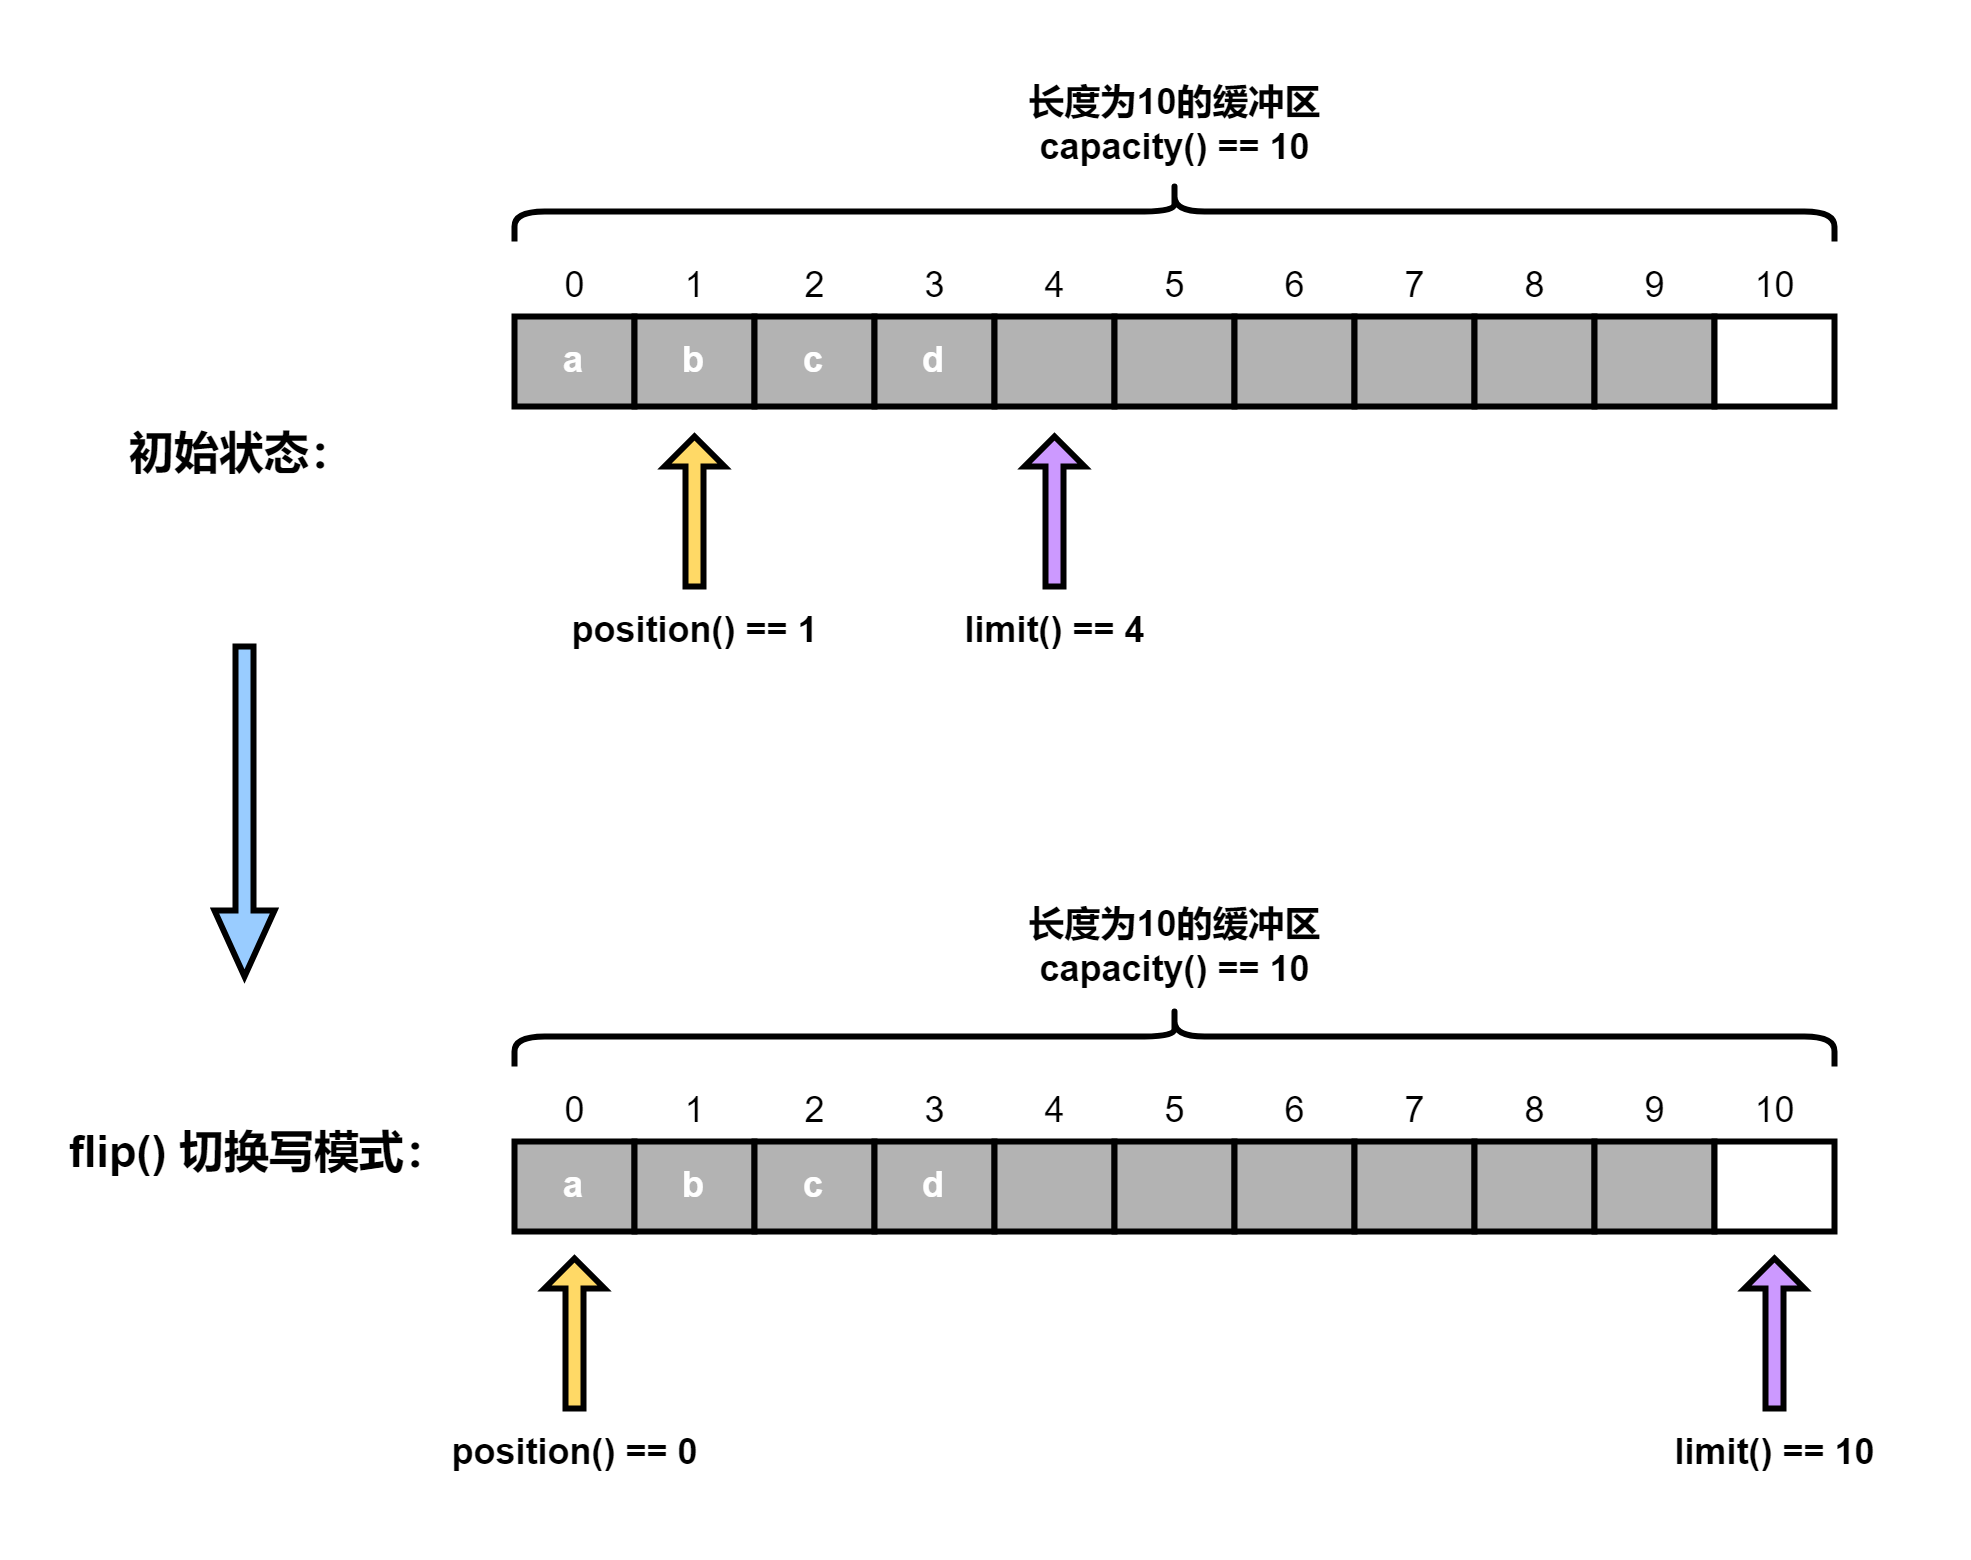 长度为10的缓冲区
capacity() == 10
0 1 2 3 4 5 6 7 8 9 10
a b c d
初始状态：
position() == 1
limit() == 4
长度为10的缓冲区
capacity() == 10
0 1 2 3 4 5 6 7 8 9 10
flip() 切换写模式：
a b c d
position() == 0
limit() == 10